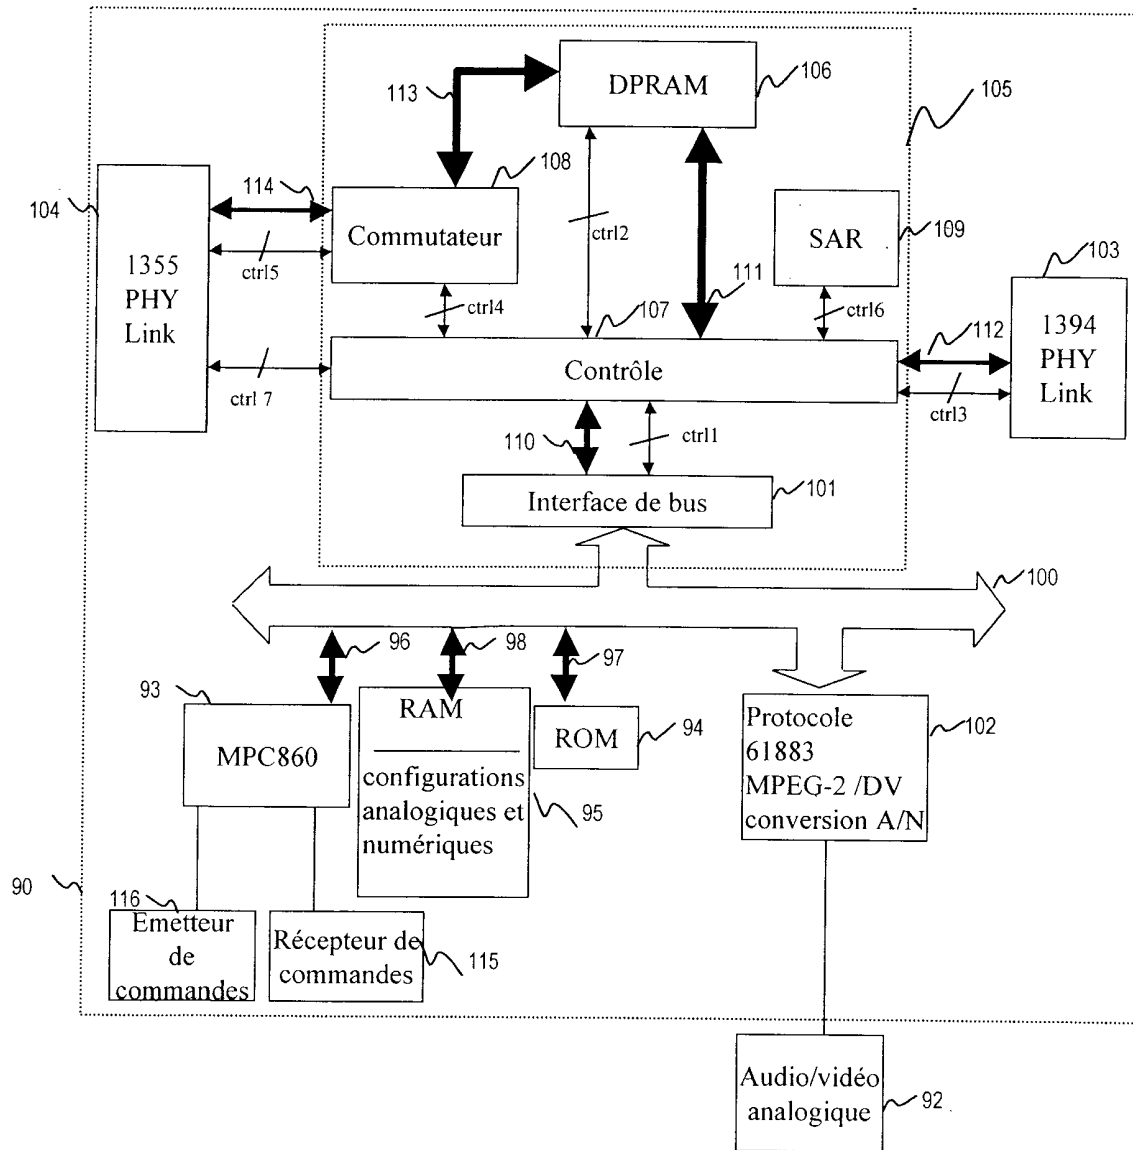 DPRAM
106
105
113
108
104
114
Commutateur
ctrl2
SAR
109
103
1355
PHY
Link
ctrl5
ctrl4
107
111
ctrl6
112
1394
PHY
Link
Contrôle
ctrl 7
ctrl3
110
ctrl1
Interface de bus
101
100
96
98
97
93
MPC860
RAM
configurations
analogiques et
numériques
95
ROM
94
Protocole
61883
MPEG-2 /DV
conversion A/N
102
90
116
Emetteur
de
commandes
Récepteur de
commandes
115
Audio/vidéo
analogique
92